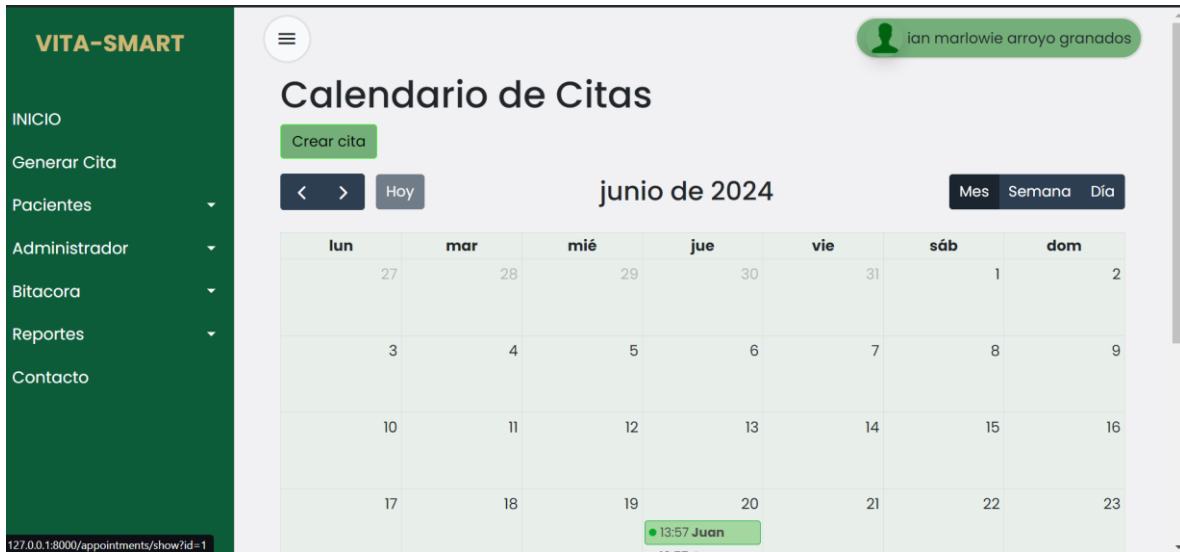 VITA-SMART
INICIO
Generar Cita
Pacientes
Administrador
Bitacora
Reportes
Contacto
127.0.0.1:8000/appointments/show?id=1
ian marlowie arroyo granados
Calendario de Citas
Crear cita
Hoy
junio de 2024
Mes Semana Día
lun mar mié jue vie sáb dom
27 28 29 30 31 1 2
3 4 5 6 7 8 9
10 11 12 13 14 15 16
17 18 19 20 21 22 23
13:57 Juan